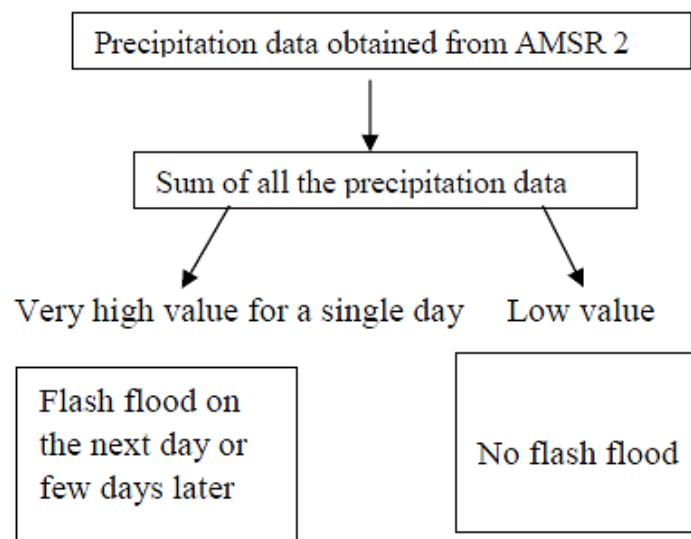 Precipitation data obtained from AMSR 2
Sum of all the precipitation data
Very high value for a single day
Low value
Flash flood on
the next day or
few days later
No flash flood